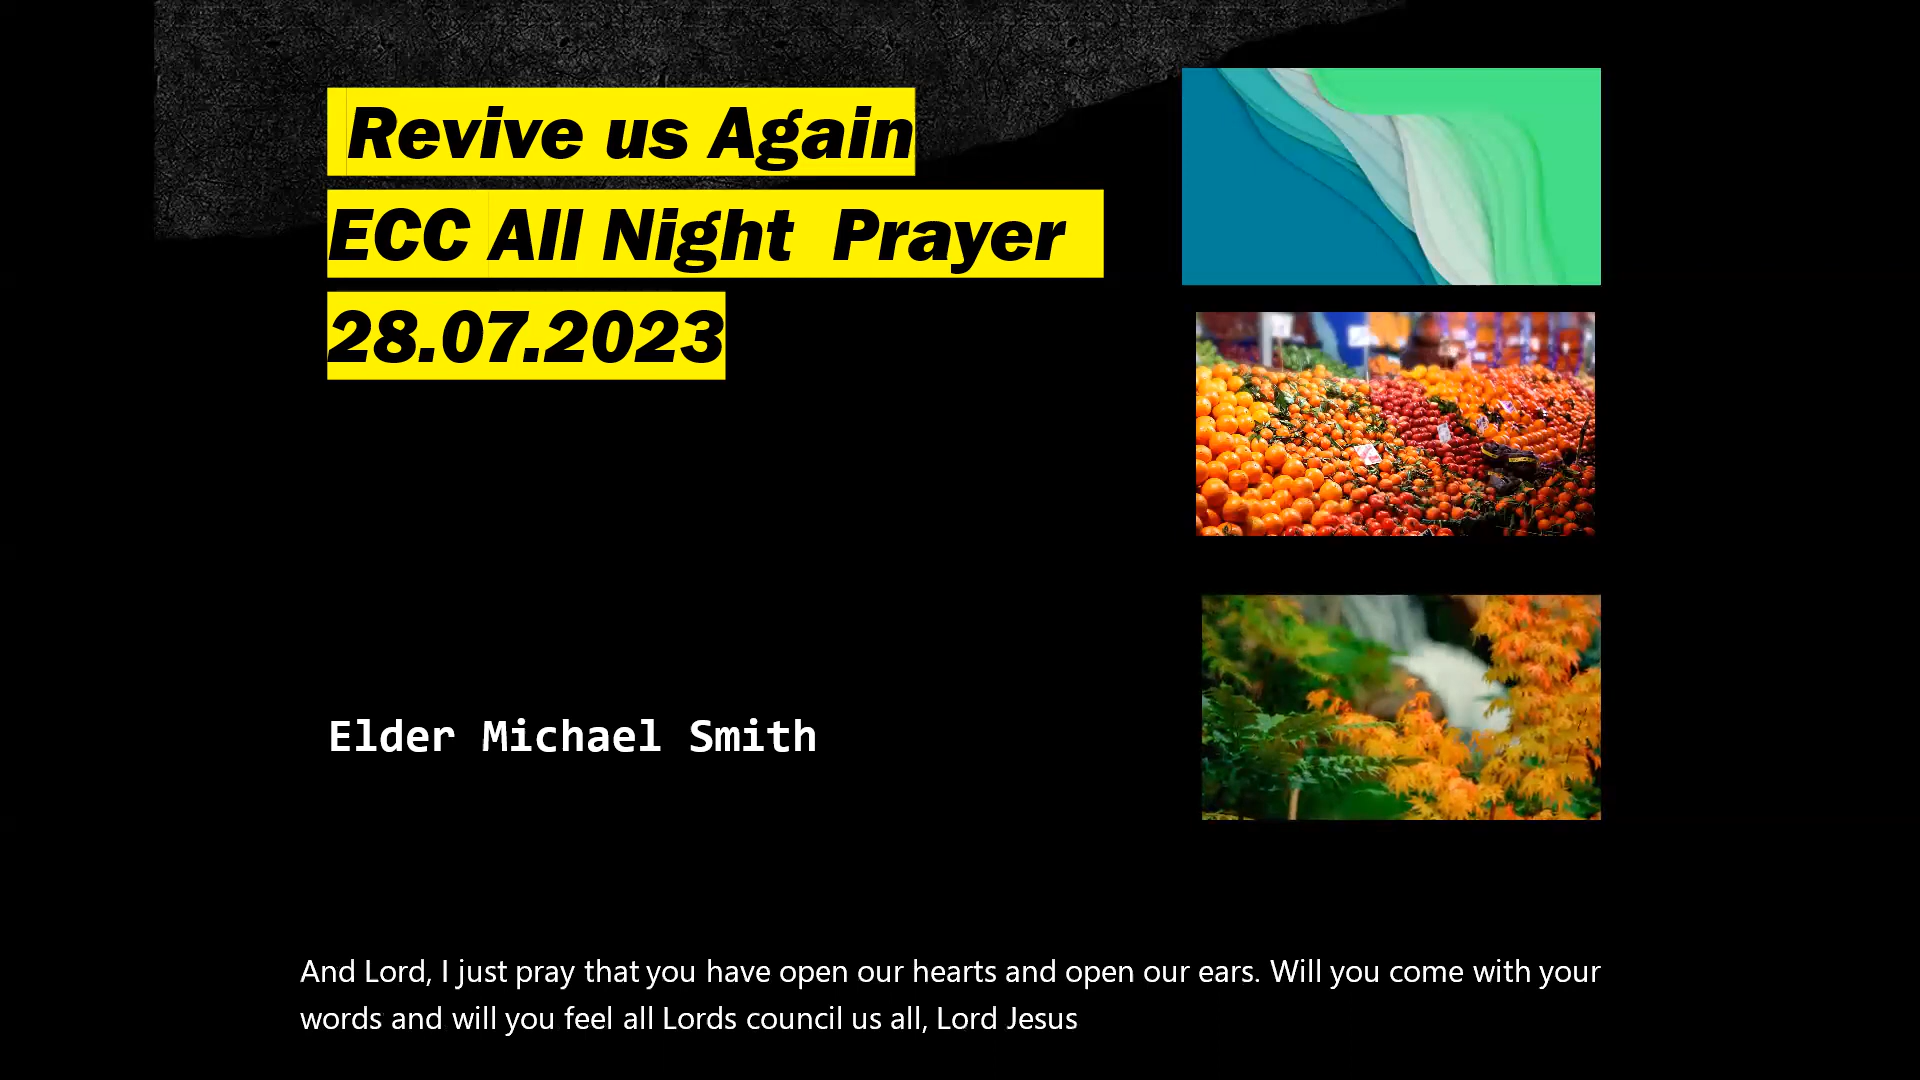 Revive us Again
ECC All Night Prayer
28.07.2023
Elder Michael Smith
And Lord, I just pray that you have open our hearts and open our ears. Will you come with your
words and will you feel all Lords council us all, Lord Jesus